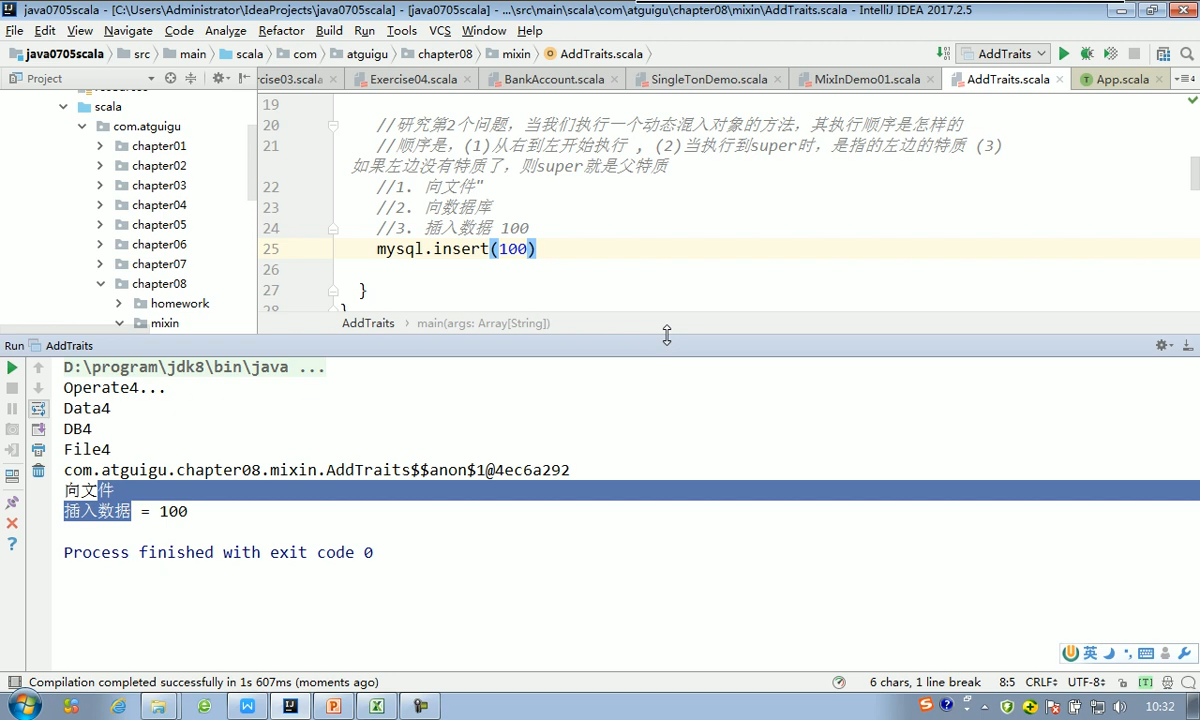 java0705scala - [C:\Users\Administrator\IdeaProjects\java0705scala] - [java0705scala] - ...\src\main\scala\com\atguigu\chapter08\mixin\AddTraits.scala - IntelliJ IDEA 2017.2.5
File Edit View Navigate Code Analyze Refactor Build Run Tools VCS Window Help
java0705scala src main scala com atguigu chapter08 mixin AddTraits.scala AddTraits
Project rcise03.scala Exercise04.scala BankAccount.scala SingleTonDemo.scala MixInDemo01.scala AddTraits.scala App.scala
scala
com.atguigu
chapter01
chapter02
chapter03
chapter04
chapter05
chapter06
chapter07
chapter08
homework
mixin
19
20 //研究第2个问题，当我们执行一个动态混入对象的方法，其执行顺序是怎样的
21 //顺序是，(1)从右到左开始执行 , (2)当执行到super时，是指的左边的特质 (3)
如果左边没有特质了，则super就是父特质
22 //1. 向文件"
23 //2. 向数据库
24 //3. 插入数据 100
25 mysql.insert(100)
26
27 }
28 }
AddTraits main(args: Array[String])
Run AddTraits
D:\program\jdk8\bin\java ...
Operate4...
Data4
DB4
File4
com.atguigu.chapter08.mixin.AddTraits$$anon$1@4ec6a292
向文件
插入数据 = 100
Process finished with exit code 0
英
Compilation completed successfully in 1s 607ms (moments ago) 6 chars, 1 line break 8:5 CRLF UTF-8
10:32